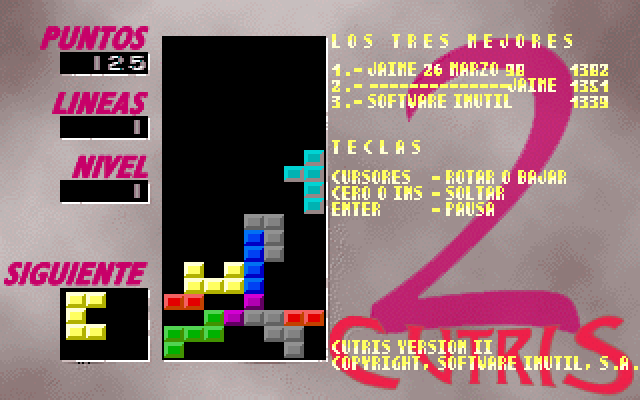 PUNTOS
125
LINEAS
1
NIVEL
1
SIGUIENTE
LOS TRES MEJORES
1.- JAIME 26 MARZO 98 1382
2.- ---------------JAIME 1351
3.- SOFTWARE INUTIL 1339
TECLAS
CURSORES - ROTAR O BAJAR
CERO O INS - SOLTAR
ENTER - PAUSA
2
CUTRIS
CUTRIS VERSION II
COPYRIGHT, SOFTWARE INUTIL, S.A.